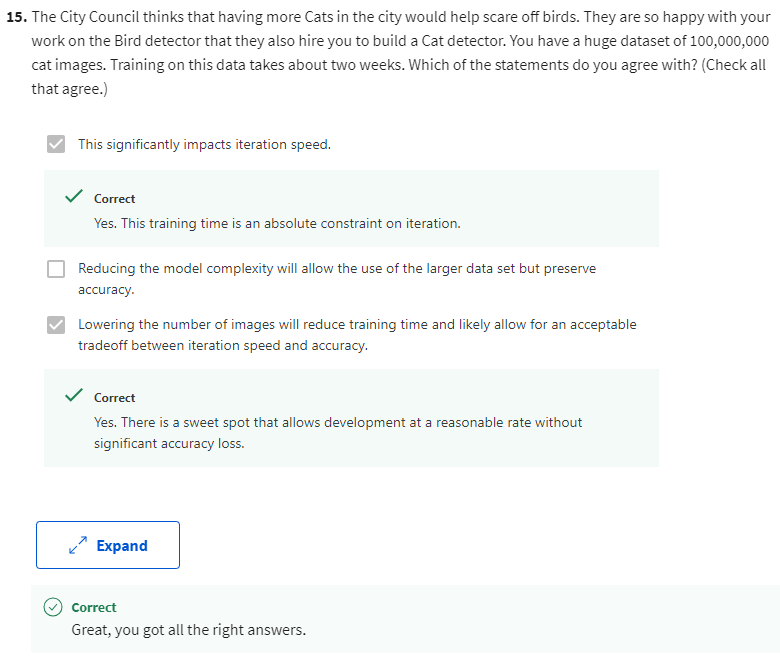 15. The City Council thinks that having more Cats in the city would help scare off birds. They are so happy with your
work on the Bird detector that they also hire you to build a Cat detector. You have a huge dataset of 100,000,000
cat images. Training on this data takes about two weeks. Which of the statements do you agree with? (Check all
that agree.)
This significantly impacts iteration speed.
Correct
Yes. This training time is an absolute constraint on iteration.
Reducing the model complexity will allow the use of the larger data set but preserve
accuracy.
Lowering the number of images will reduce training time and likely allow for an acceptable
tradeoff between iteration speed and accuracy.
Correct
Yes. There is a sweet spot that allows development at a reasonable rate without
significant accuracy loss.
Expand
Correct
Great, you got all the right answers.